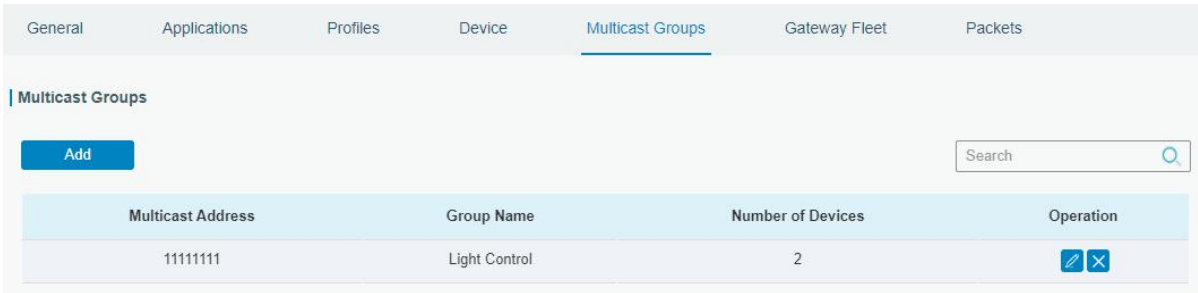 General Applications Profiles Device Multicast Groups Gateway Fleet Packets
Multicast Groups
Add Search
Multicast Address Group Name Number of Devices Operation
11111111 Light Control 2